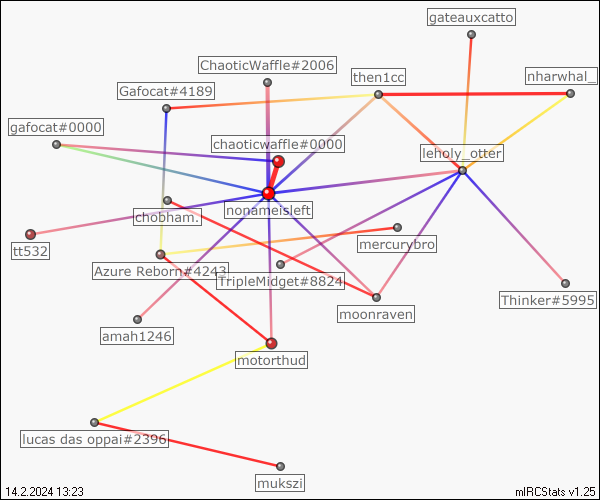 gateauxcatto
ChaoticWaffle#2006
then1cc
nharwhal_
Gafocat#4189
gafocat#0000
chaoticwaffle#0000
leholy_otter
nonameisleft
chobham.
mercurybro
tt532
Azure Reborn#4243
TripleMidget#8824
Thinker#5995
moonraven
amah1246
motorthud
lucas das oppai#2396
mukszi
14.2.2024 13:23
mIRCStats v1.25